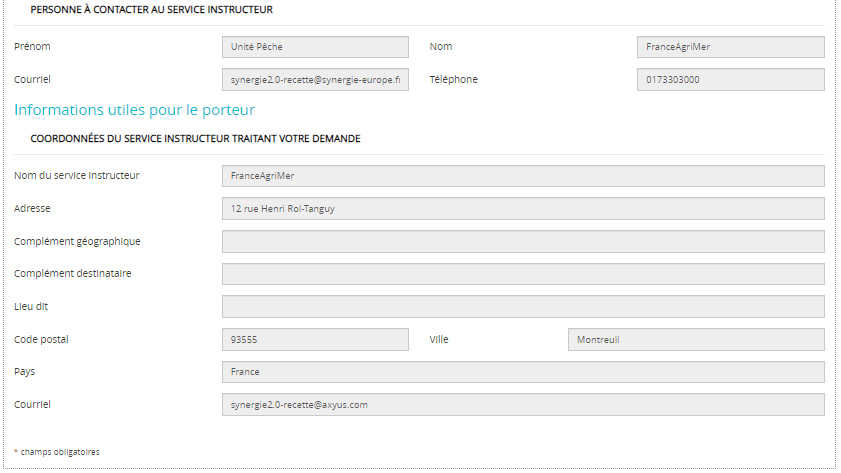 PERSONNE À CONTACTER AU SERVICE INSTRUCTEUR
Prénom Unité Pêche Nom FranceAgriMer
Courriel synergie2.0-recette@synergie-europe.fi Téléphone 0173303000
Informations utiles pour le porteur
COORDONNÉES DU SERVICE INSTRUCTEUR TRAITANT VOTRE DEMANDE
Nom du service instructeur FranceAgriMer
Adresse 12 rue Henri Rol-Tanguy
Complément géographique
Complément destinataire
Lieu dit
Code postal 93555 Ville Montreuil
Pays France
Courriel synergie2.0-recette@axyus.com
* champs obligatoires